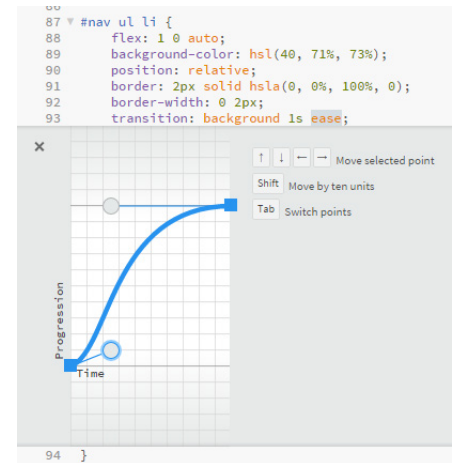 86
87 ▼ #nav ul li {
88 flex: 1 0 auto;
89 background-color: hsl(40, 71%, 73%);
90 position: relative;
91 border: 2px solid hsla(0, 0%, 100%, 0);
92 border-width: 0 2px;
93 transition: background 1s ease;
×
↑ ↓ ← → Move selected point
Shift Move by ten units
Tab Switch points
Progression
Time
94 }